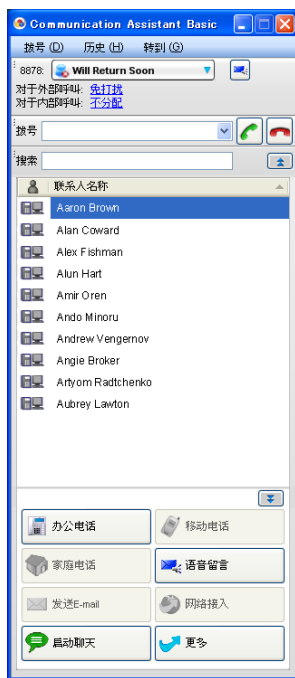 Communication Assistant Basic
拨号(D) 历史(H) 转到(G)
8878: Will Return Soon
对于外部呼叫: 免打扰
对于内部呼叫: 不分配
拨号
搜索
联系人名称
Aaron Brown
Alan Coward
Alex Fishman
Alun Hart
Amir Oren
Ando Minoru
Andrew Vengernov
Angie Broker
Artyom Radtchenko
Aubrey Lawton
办公电话 移动电话
家庭电话 语音留言
发送E-mail 网络接入
启动聊天 更多